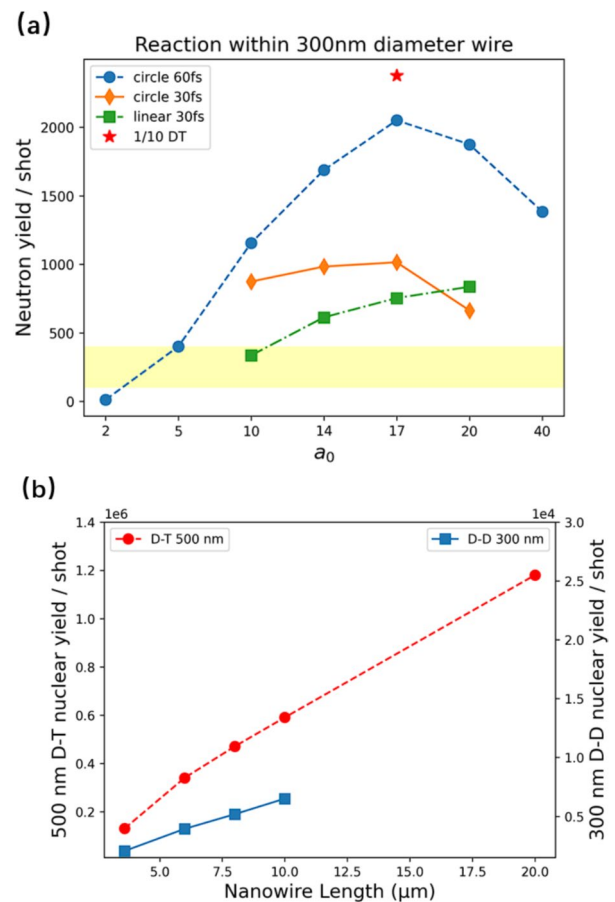 (a)
Reaction within 300nm diameter wire
circle 60fs
circle 30fs
linear 30fs
1/10 DT
2000
1500
1000
500
0
Neutron yield / shot
2 5 10 14 17 20 40
a0
(b)
1e6 1e4
D-T 500 nm D-D 300 nm
1.4 3.0
1.2 2.5
1.0 2.0
0.8 1.5
0.6 1.0
0.4 0.5
0.2
500 nm D-T nuclear yield / shot
300 nm D-D nuclear yield / shot
5.0 7.5 10.0 12.5 15.0 17.5 20.0
Nanowire Length (μm)